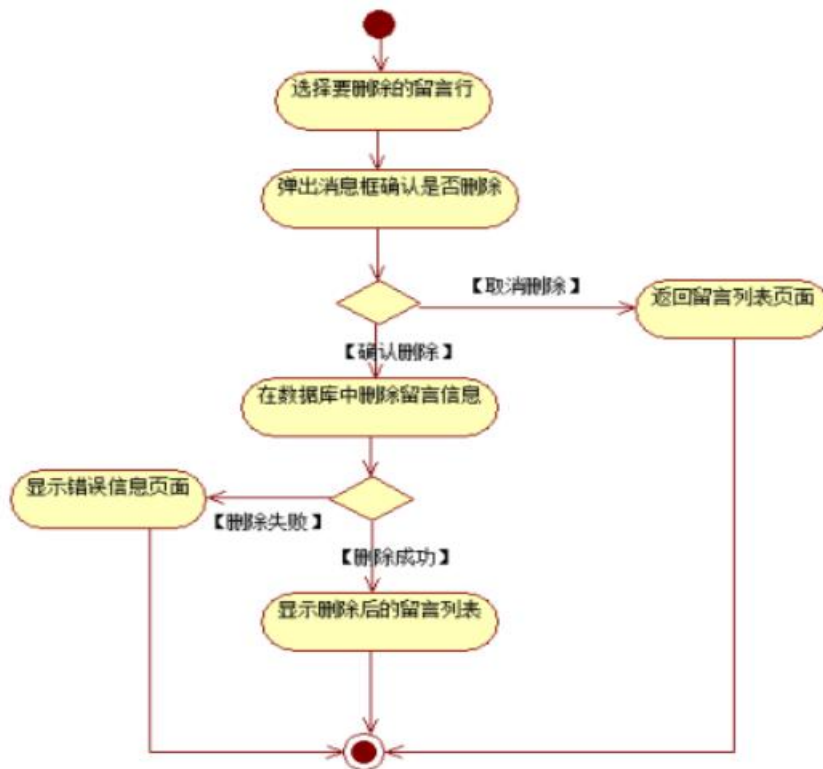 选择要删除的留言行
弹出消息框确认是否删除
【取消删除】
返回留言列表页面
【确认删除】
在数据库中删除留言信息
显示错误信息页面
【删除失败】
【删除成功】
显示删除后的留言列表